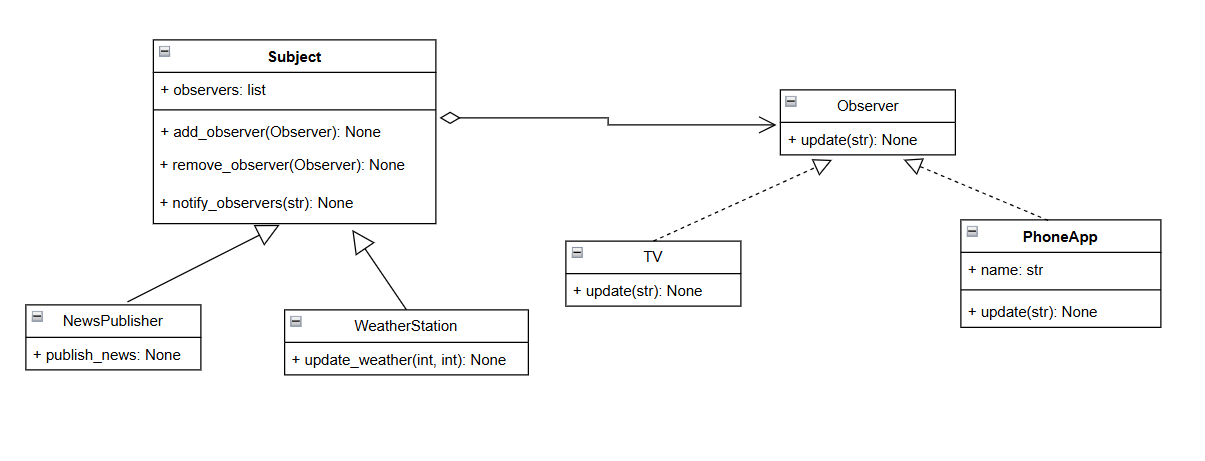 Subject
+ observers: list
+ add_observer(Observer): None
+ remove_observer(Observer): None
+ notify_observers(str): None
Observer
+ update(str): None
TV
+ update(str): None
PhoneApp
+ name: str
+ update(str): None
NewsPublisher
+ publish_news: None
WeatherStation
+ update_weather(int, int): None